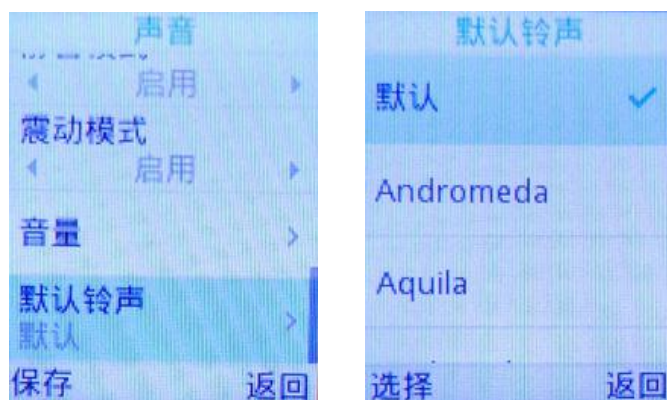 声音
启用
震动模式
启用
音量
默认铃声
默认
保存 返回
默认铃声
默认
Andromeda
Aquila
选择 返回